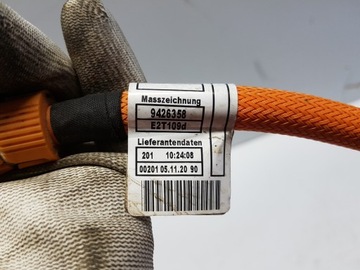 Masszeichnung
9426358
E2T109d
Lieferantendaten
201 10:24:08
00201 05.11.20 90